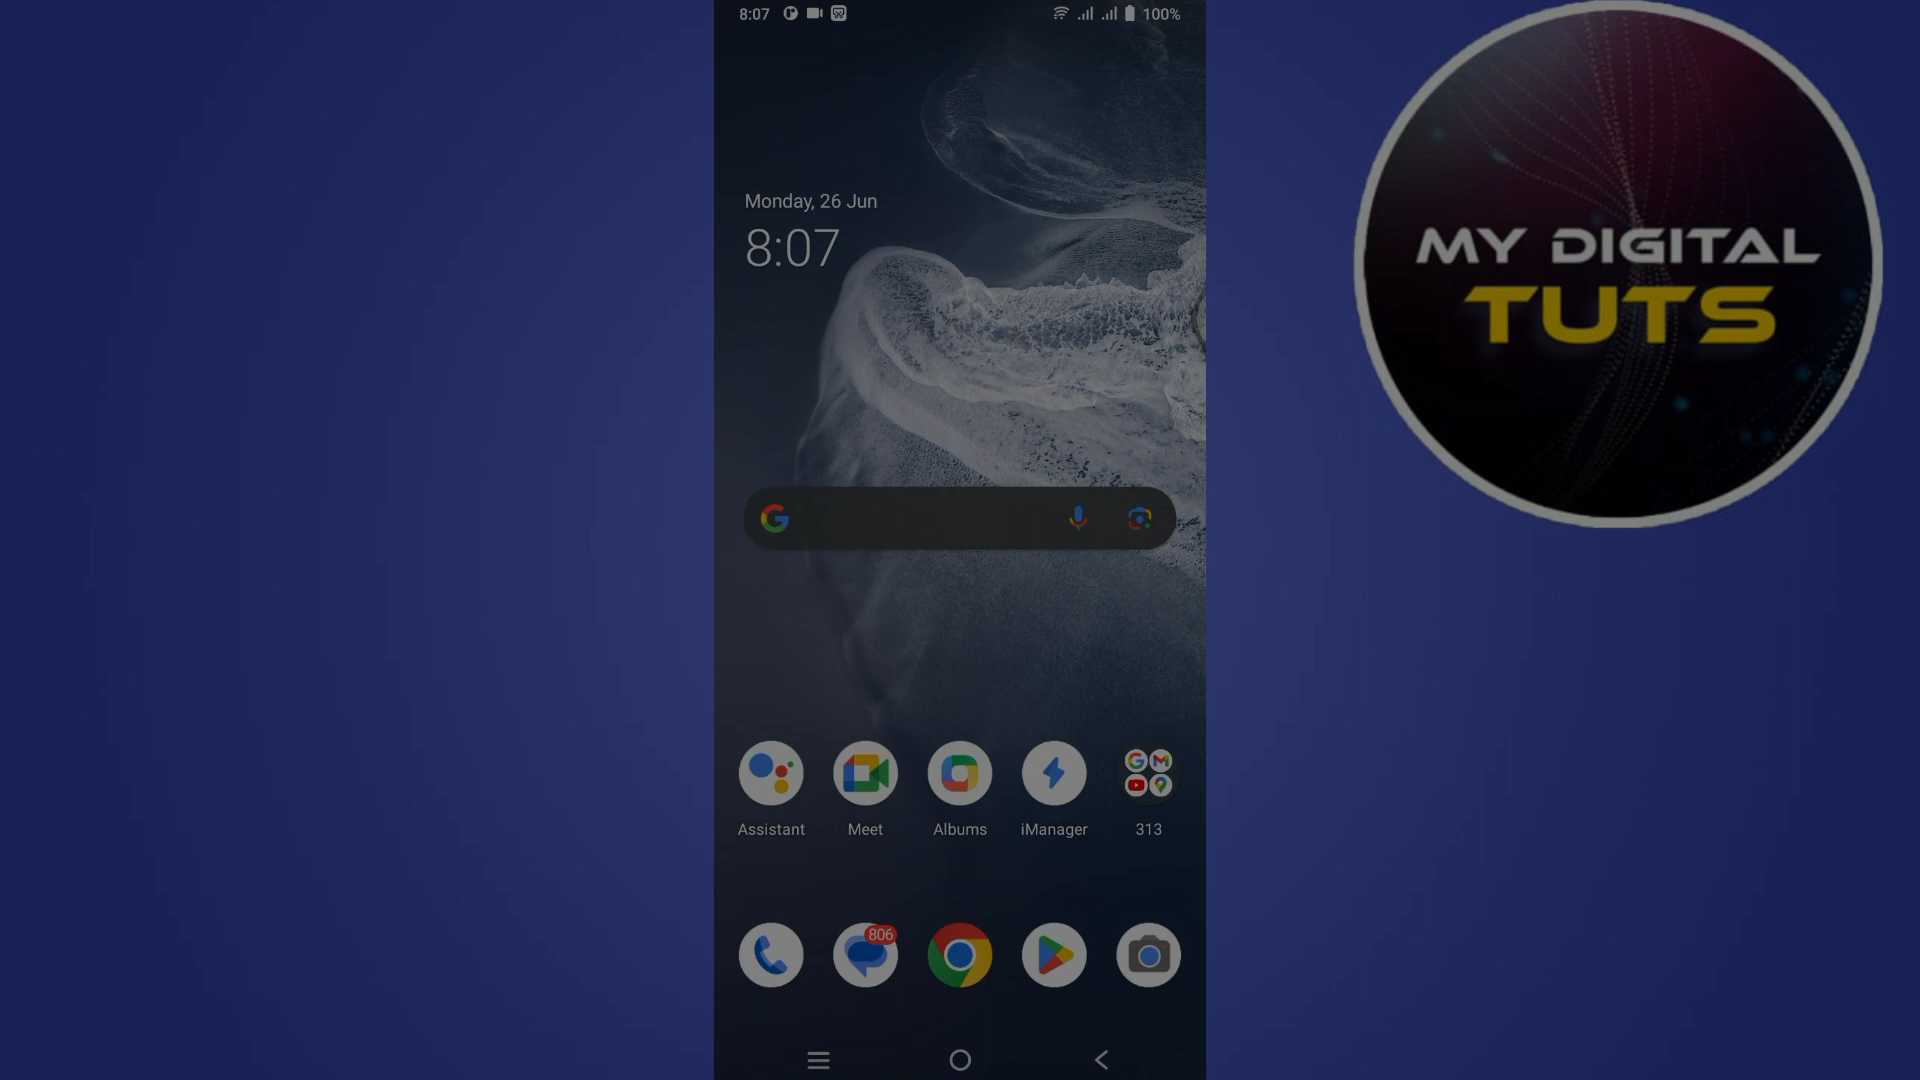 8:07
100%
Monday, 26 Jun
8:07
Assistant
Meet
Albums
iManager
313
806
MY DIGITAL
TUTS